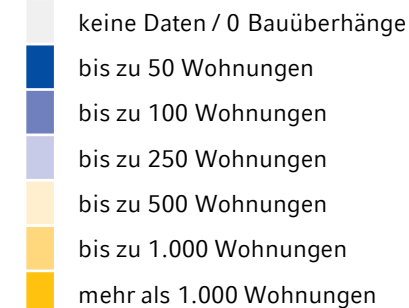 keine Daten / 0 Bauüberhänge
bis zu 50 Wohnungen
bis zu 100 Wohnungen
bis zu 250 Wohnungen
bis zu 500 Wohnungen
bis zu 1.000 Wohnungen
mehr als 1.000 Wohnungen